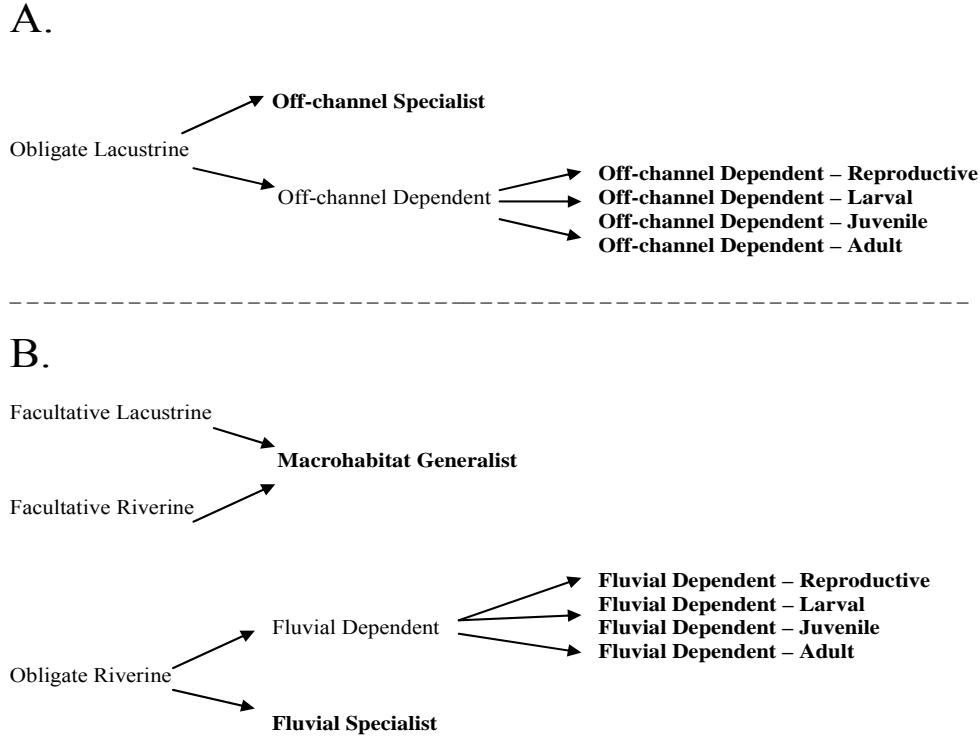 A.
Off-channel Specialist
Obligate Lacustrine
Off-channel Dependent
Off-channel Dependent – Reproductive
Off-channel Dependent – Larval
Off-channel Dependent – Juvenile
Off-channel Dependent – Adult
B.
Facultative Lacustrine
Macrohabitat Generalist
Facultative Riverine
Fluvial Dependent
Fluvial Dependent – Reproductive
Fluvial Dependent – Larval
Fluvial Dependent – Juvenile
Fluvial Dependent – Adult
Obligate Riverine
Fluvial Specialist